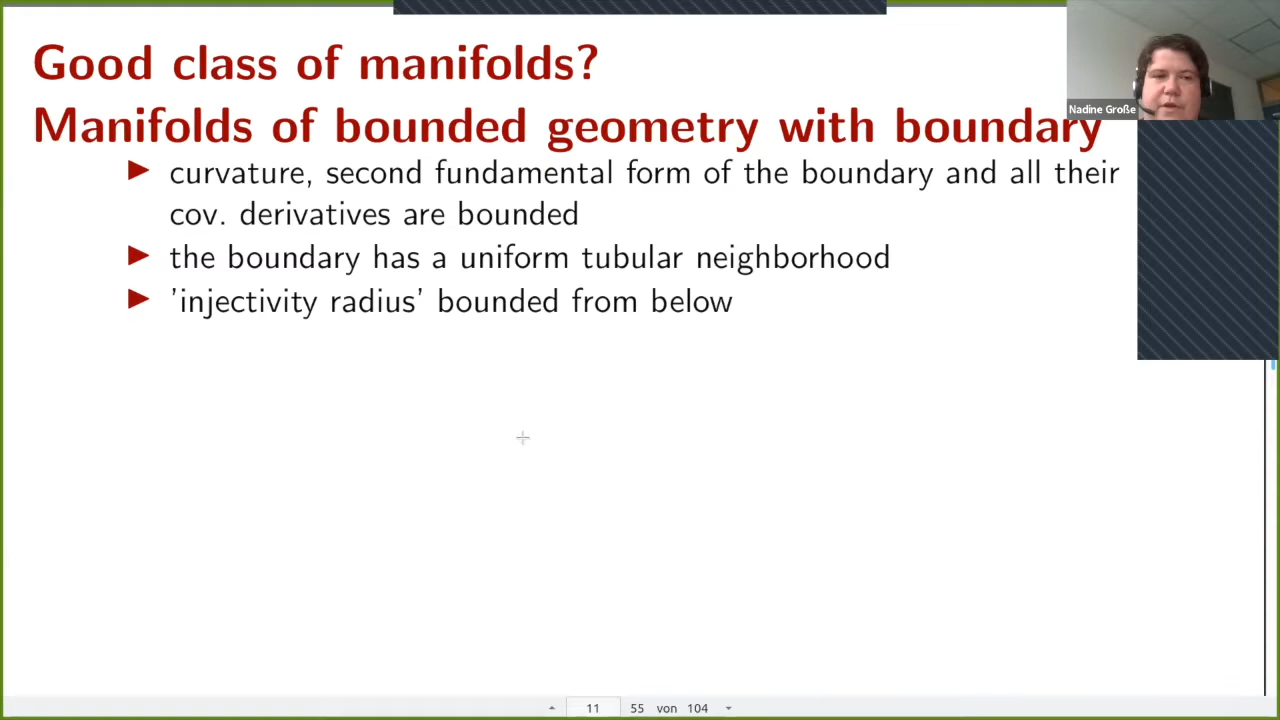 Good class of manifolds?
Manifolds of bounded geometry with boundary
Nadine Große
▶ curvature, second fundamental form of the boundary and all their
cov. derivatives are bounded
▶ the boundary has a uniform tubular neighborhood
▶ 'injectivity radius' bounded from below
11 55 von 104